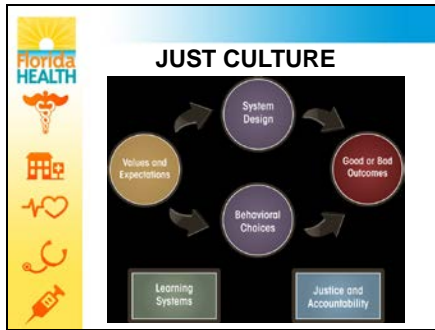 Florida
HEALTH
JUST CULTURE
System
Design
Values and
Expectations
Good or Bad
Outcomes
Behavioral
Choices
Learning
Systems
Justice and
Accountability